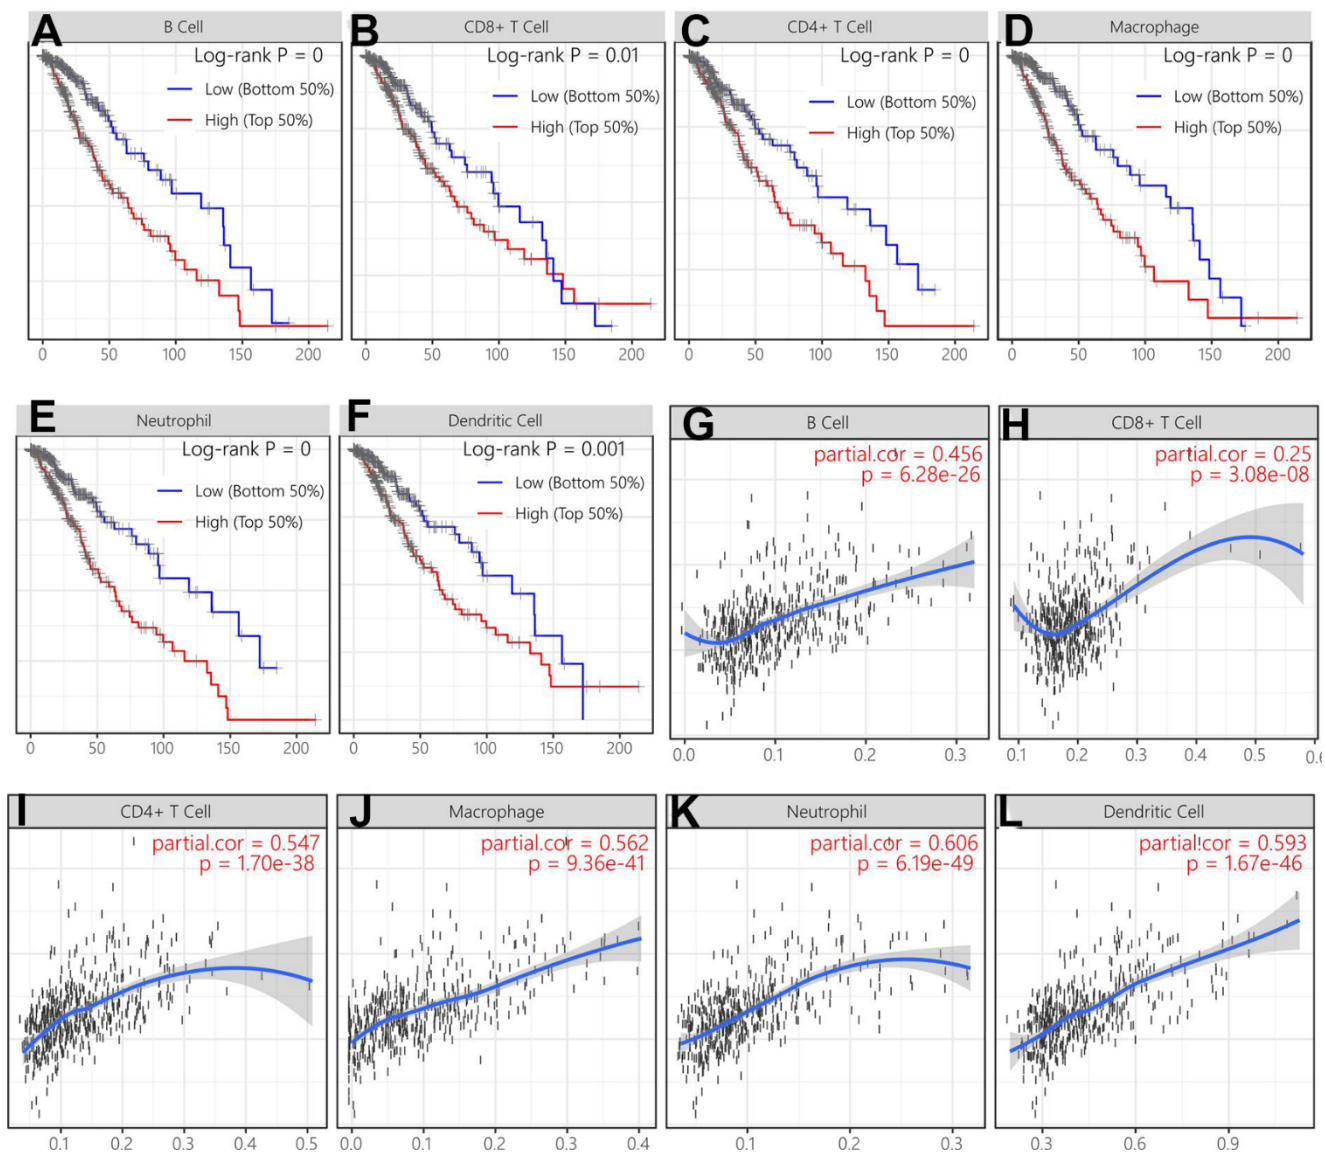 A B Cell
Log-rank P = 0
Low (Bottom 50%)
High (Top 50%)
0 50 100 150 200
B CD8+ T Cell
Log-rank P = 0.01
Low (Bottom 50%)
High (Top 50%)
0 50 100 150 200
C CD4+ T Cell
Log-rank P = 0
Low (Bottom 50%)
High (Top 50%)
0 50 100 150 200
D Macrophage
Log-rank P = 0
Low (Bottom 50%)
High (Top 50%)
0 50 100 150 200
E Neutrophil
Log-rank P = 0
Low (Bottom 50%)
High (Top 50%)
0 50 100 150 200
F Dendritic Cell
Log-rank P = 0.001
Low (Bottom 50%)
High (Top 50%)
0 50 100 150 200
G B Cell
partial.cor = 0.456
p = 6.28e-26
0.0 0.1 0.2 0.3
H CD8+ T Cell
partial.cor = 0.25
p = 3.08e-08
0.1 0.2 0.3 0.4 0.5 0.6
I CD4+ T Cell
partial.cor = 0.547
p = 1.70e-38
0.1 0.2 0.3 0.4 0.5
J Macrophage
partial.cor = 0.562
p = 9.36e-41
0.0 0.1 0.2 0.3 0.4
K Neutrophil
partial.cor = 0.606
p = 6.19e-49
0.1 0.2 0.3
L Dendritic Cell
partial.cor = 0.593
p = 1.67e-46
0.3 0.6 0.9